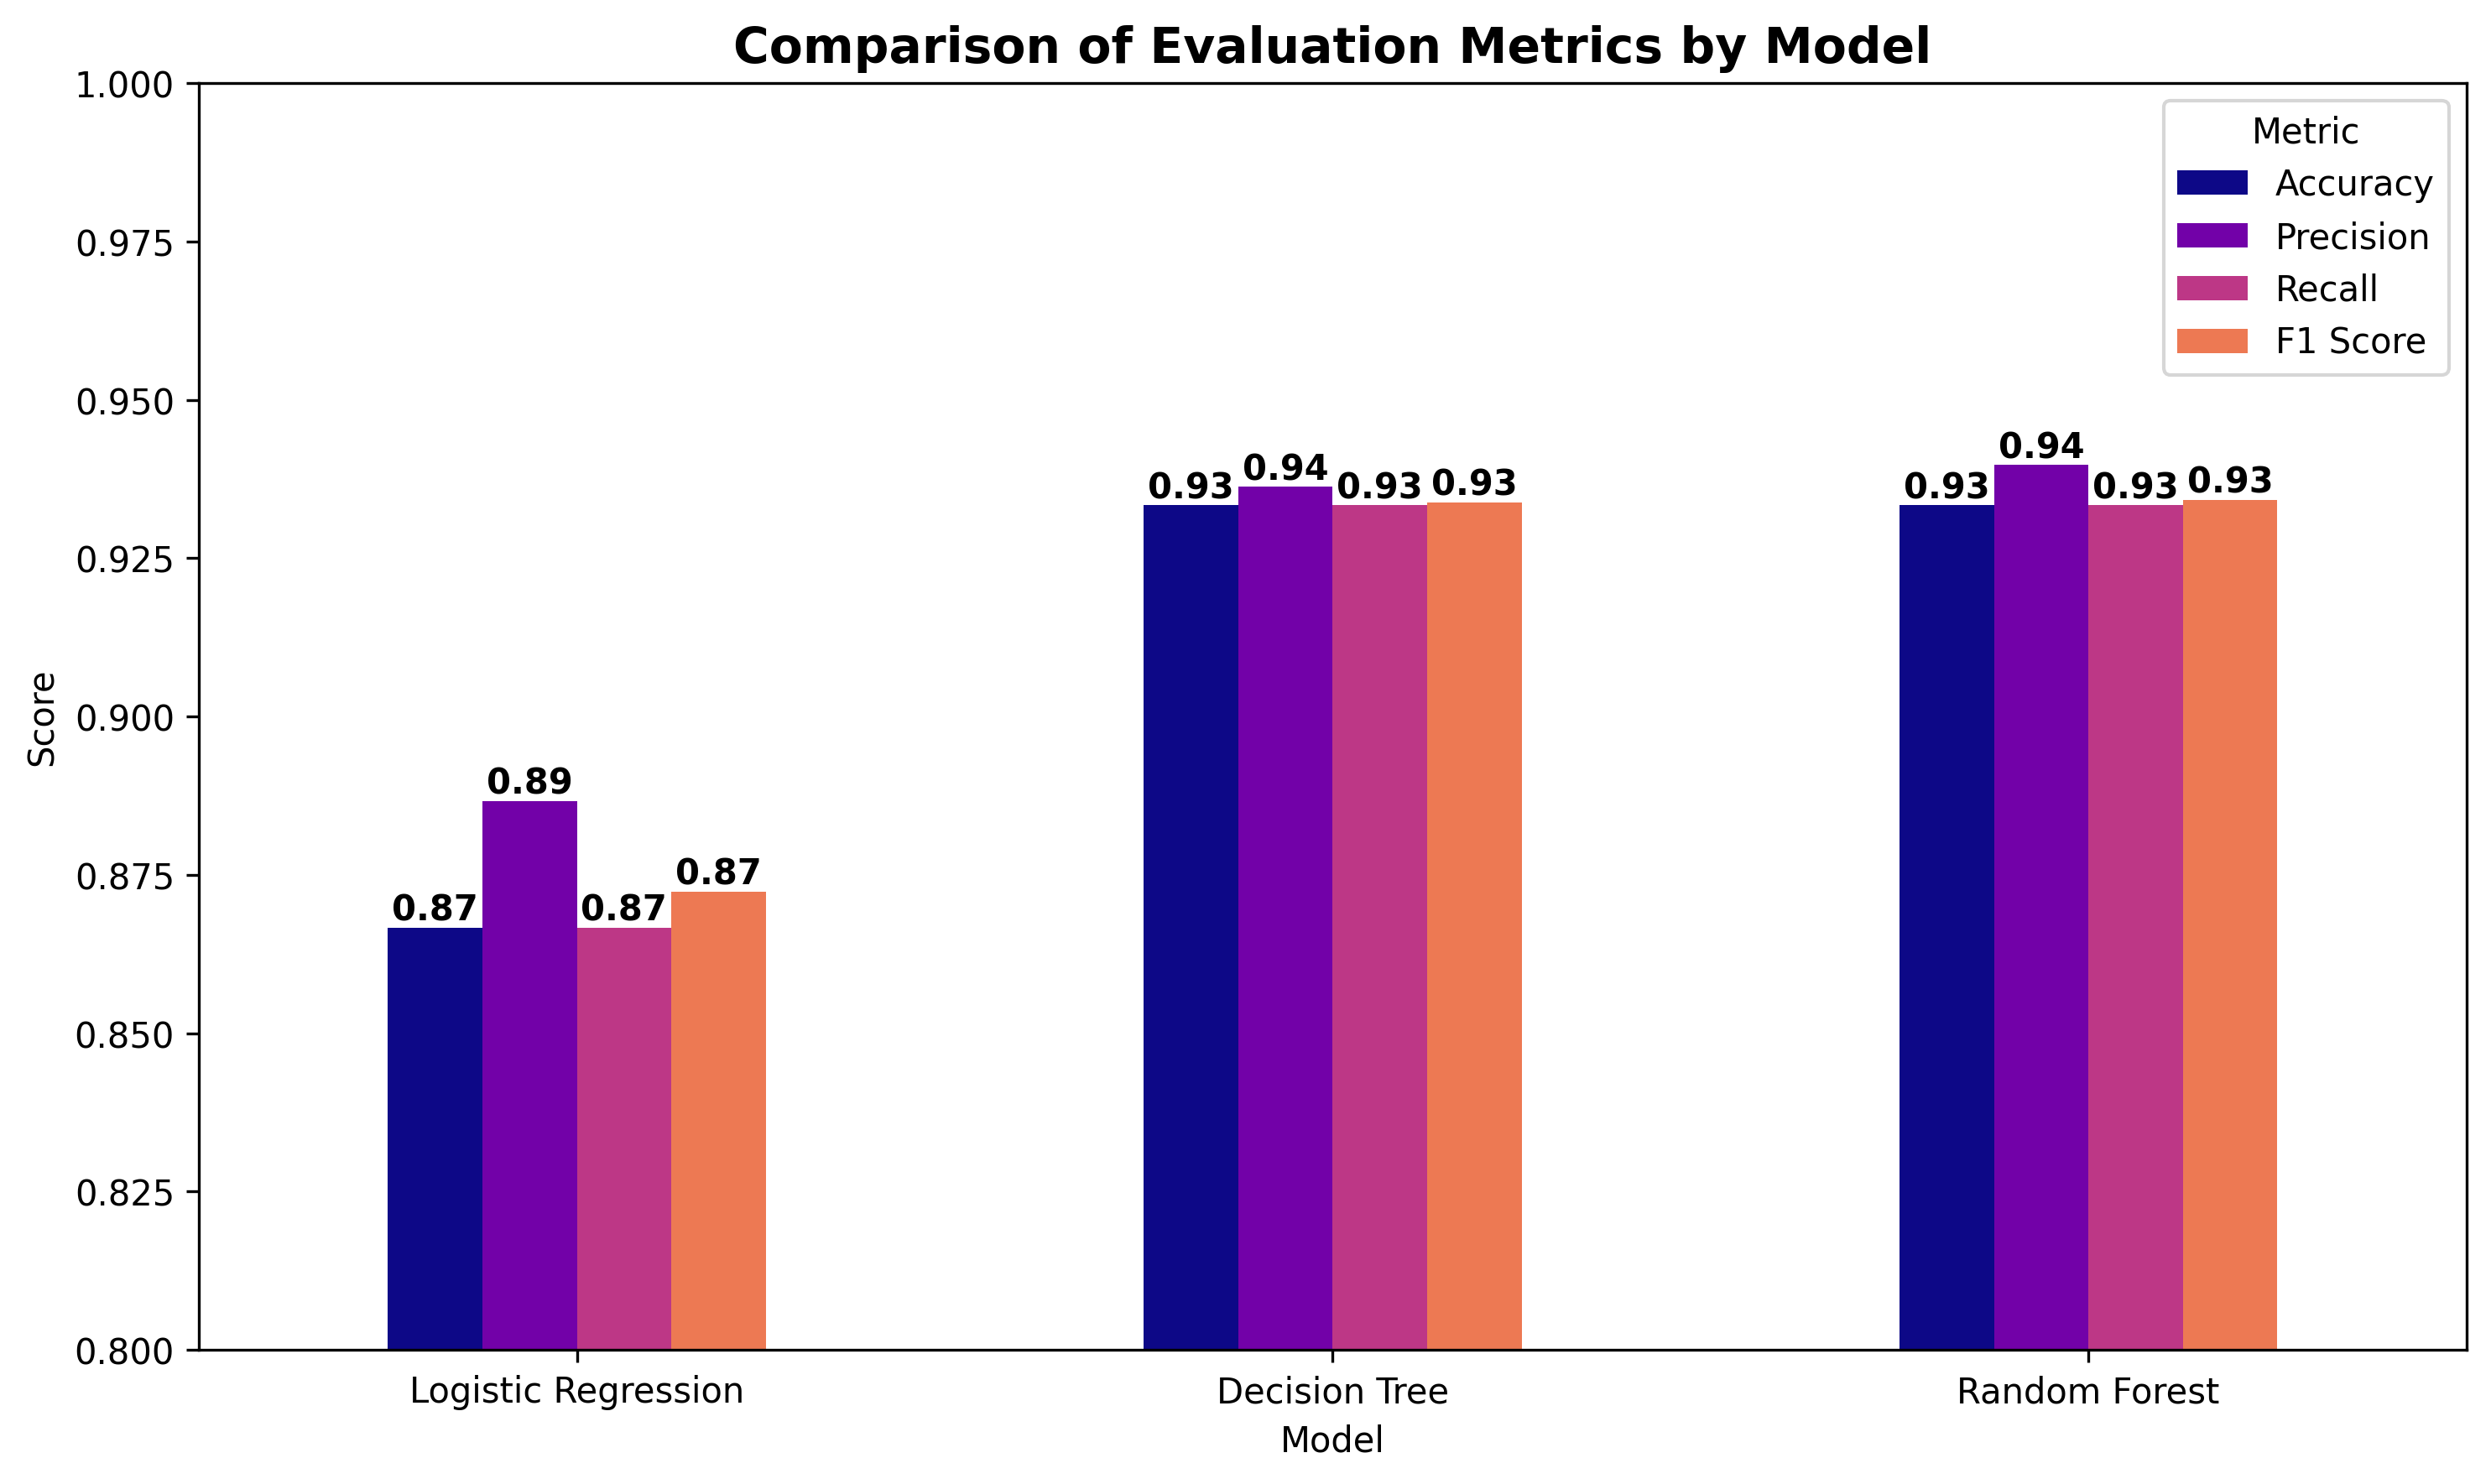 Comparison of Evaluation Metrics by Model
1.000
0.975
0.950
0.925
0.900
0.875
0.850
0.825
0.800
Score
Metric
Accuracy
Precision
Recall
F1 Score
0.87
0.89
0.87
0.87
0.93
0.94
0.93
0.93
0.93
0.94
0.93
0.93
Logistic Regression
Decision Tree
Random Forest
Model